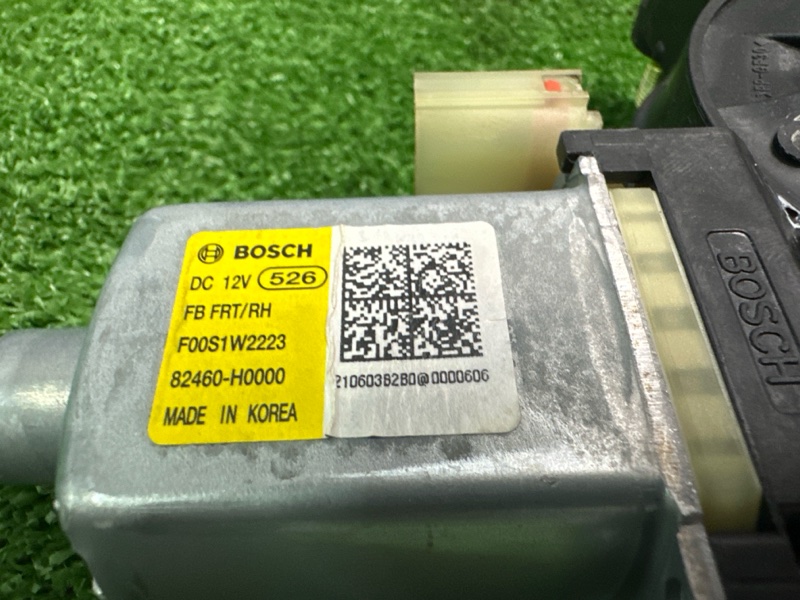 BOSCH
DC 12V 526
FB FRT/RH
F00S1W2223
82460-H0000
MADE IN KOREA
210603B2B0@0000606
BOSCH